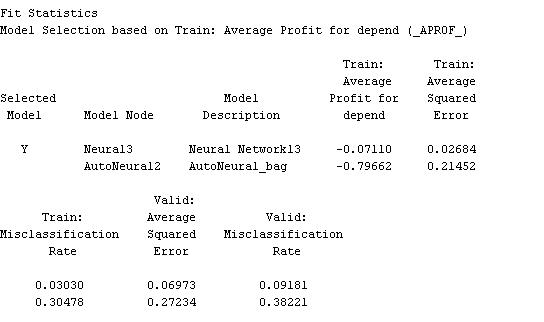 Fit Statistics
Model Selection based on Train: Average Profit for depend (_APROF_)
Train: Train:
Average Average
Selected Model Profit for Squared
Model Model Node Description depend Error
Y Neural3 Neural Network13 -0.07110 0.02684
AutoNeural2 AutoNeural_bag -0.79662 0.21452
Valid:
Train: Average Valid:
Misclassification Squared Misclassification
Rate Error Rate
0.03030 0.06973 0.09181
0.30478 0.27234 0.38221